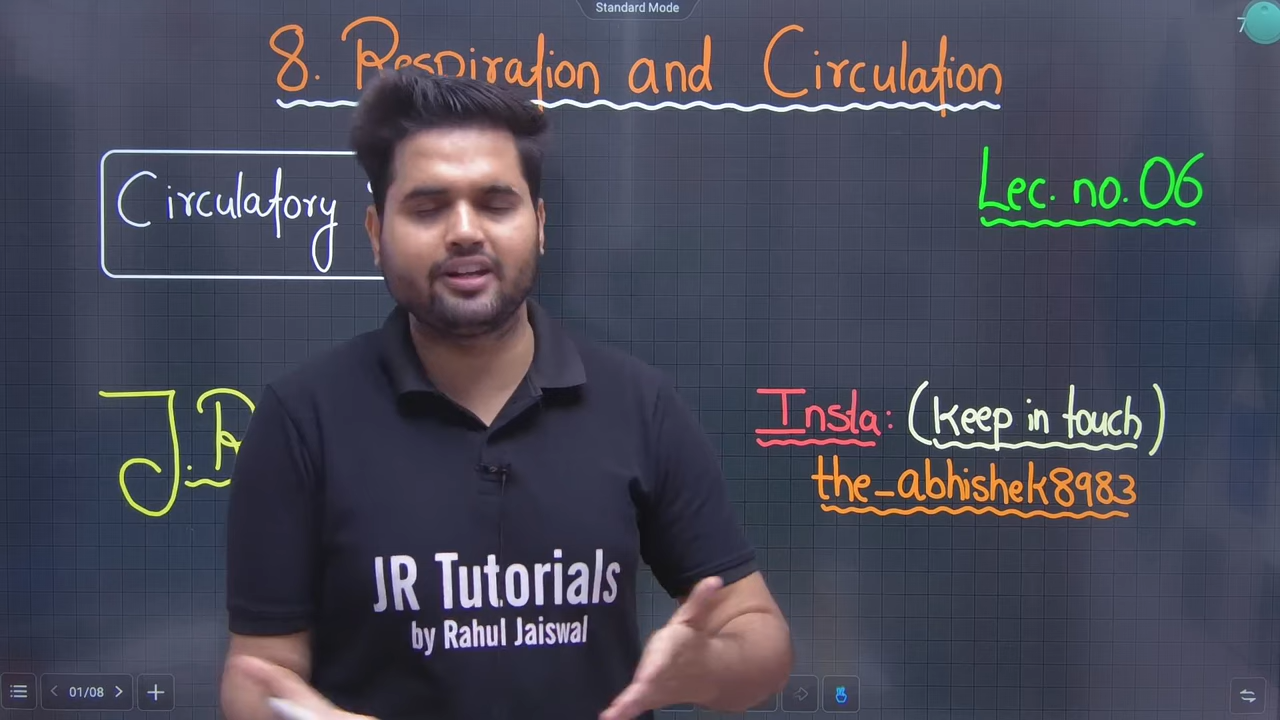 Standard Mode
8. Respiration and Circulation
Circulatory
Lec. no. 06
J.R
Insta: (keep in touch)
the_abhishek8983
JR Tutorials
by Rahul Jaiswal
01/08